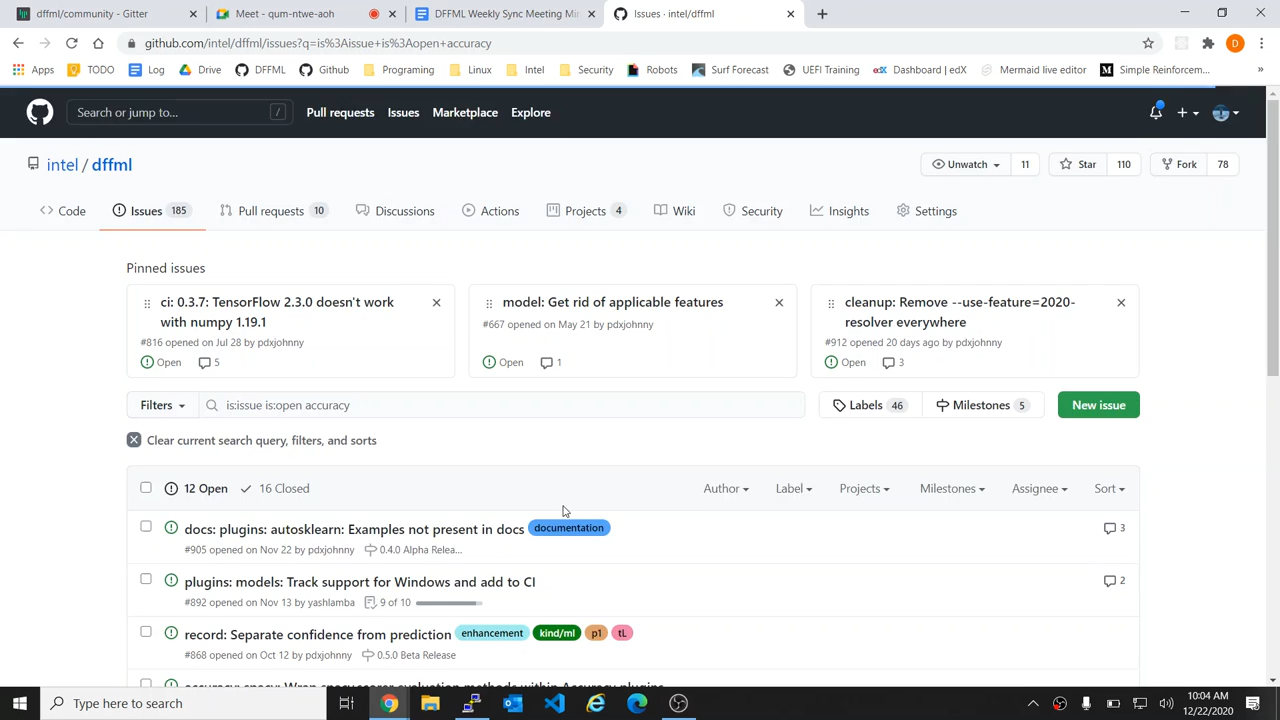 dffml/community - Gitter
Meet - qum-ntwe-aoh
DFFML Weekly Sync Meeting Min
Issues · intel/dffml
github.com/intel/dffml/issues?q=is%3Aissue+is%3Aopen+accuracy
Apps TODO Log Drive DFFML Github Programing Linux Intel Security Robots Surf Forecast UEFI Training Dashboard | edX Mermaid live editor Simple Reinforcem... »
Search or jump to... /
Pull requests Issues Marketplace Explore
intel / dffml
Unwatch 11 Star 110 Fork 78
Code Issues 185 Pull requests 10 Discussions Actions Projects 4 Wiki Security Insights Settings
Pinned issues
ci: 0.3.7: TensorFlow 2.3.0 doesn't work
with numpy 1.19.1
#816 opened on Jul 28 by pdxjohnny
Open 5
model: Get rid of applicable features
#667 opened on May 21 by pdxjohnny
Open 1
cleanup: Remove --use-feature=2020-
resolver everywhere
#912 opened 20 days ago by pdxjohnny
Open 3
Filters is:issue is:open accuracy
Labels 46 Milestones 5 New issue
Clear current search query, filters, and sorts
12 Open 16 Closed Author Label Projects Milestones Assignee Sort
docs: plugins: autosklearn: Examples not present in docs documentation 3
#905 opened on Nov 22 by pdxjohnny 0.4.0 Alpha Relea...
plugins: models: Track support for Windows and add to CI 2
#892 opened on Nov 13 by yashlamba 9 of 10
record: Separate confidence from prediction enhancement kind/ml p1 tL
#868 opened on Oct 12 by pdxjohnny 0.5.0 Beta Release
accuracy: spacy: Wrap spacy scorer evaluation methods within Accuracy plugins
Type here to search
10:04 AM
12/22/2020